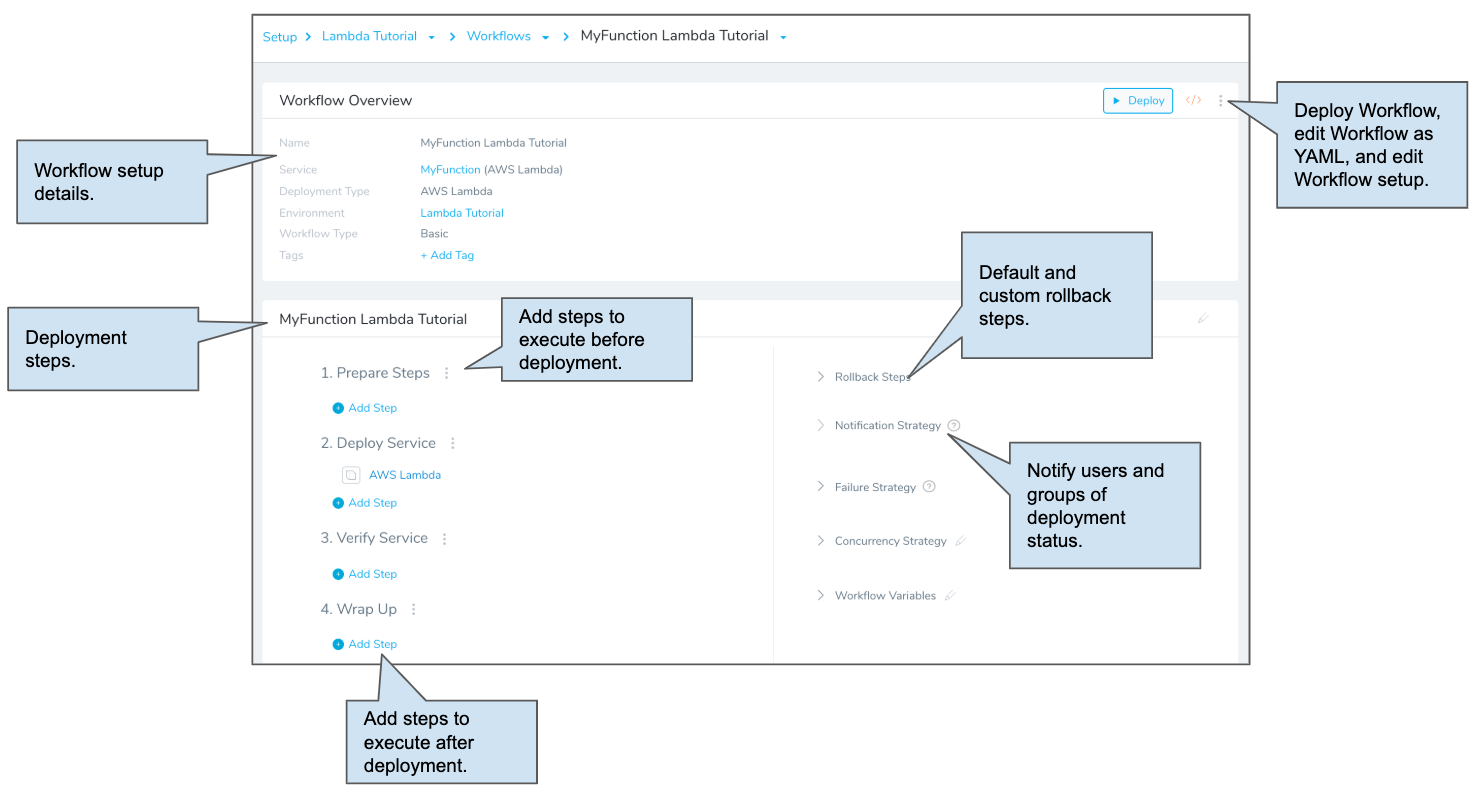 Setup > Lambda Tutorial > Workflows > MyFunction Lambda Tutorial
Workflow Overview
Deploy
</>
Name MyFunction Lambda Tutorial
Service MyFunction (AWS Lambda)
Deployment Type AWS Lambda
Environment Lambda Tutorial
Workflow Type Basic
Tags + Add Tag
Workflow setup
details.
Deploy Workflow,
edit Workflow as
YAML, and edit
Workflow setup.
MyFunction Lambda Tutorial
Deployment
steps.
Add steps to
execute before
deployment.
Default and
custom rollback
steps.
1. Prepare Steps
Add Step
2. Deploy Service
AWS Lambda
Add Step
3. Verify Service
Add Step
4. Wrap Up
Add Step
Rollback Steps
Notification Strategy ?
Failure Strategy ?
Concurrency Strategy
Workflow Variables
Notify users and
groups of
deployment
status.
Add steps to
execute after
deployment.